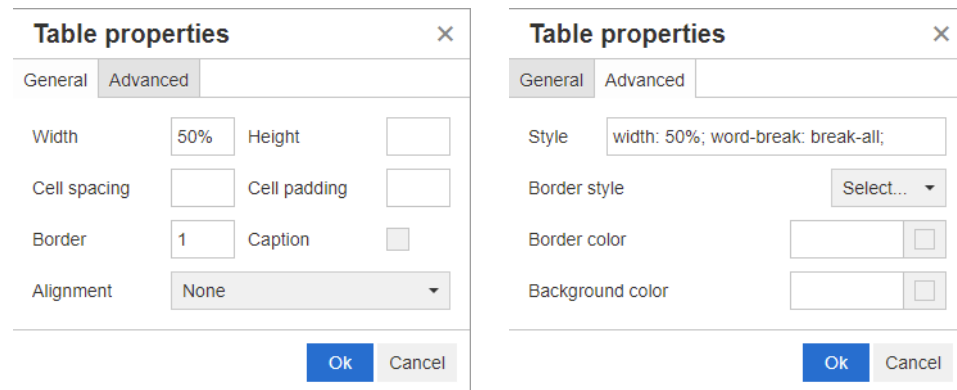 Table properties ×
General Advanced
Width 50% Height
Cell spacing Cell padding
Border 1 Caption
Alignment None
Ok Cancel
Table properties ×
General Advanced
Style width: 50%; word-break: break-all;
Border style Select...
Border color
Background color
Ok Cancel